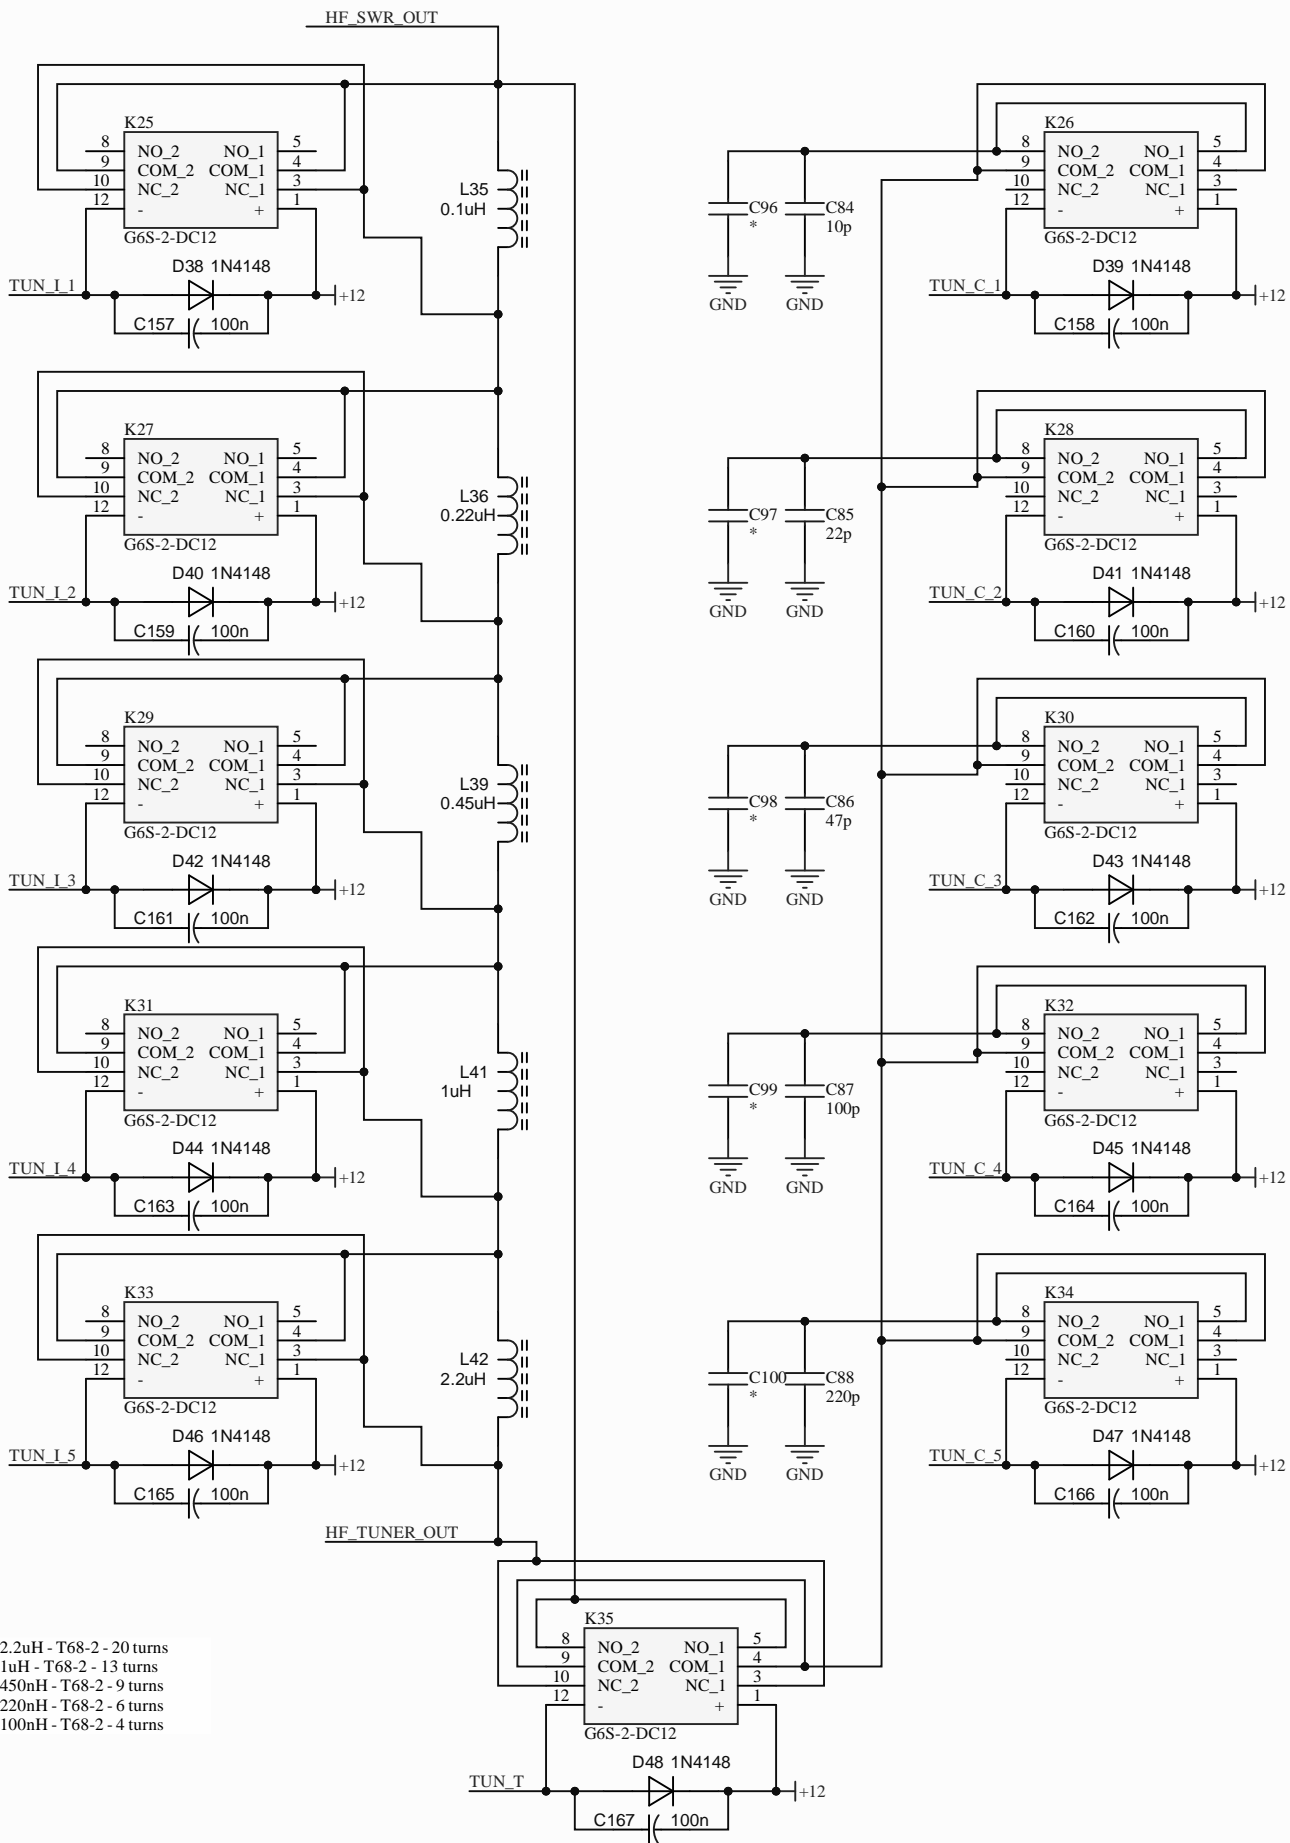 HF_SWR_OUT
K25
8 NO_2 NO_1 5
9 COM_2 COM_1 4
10 NC_2 NC_1 3
12 - + 1
G6S-2-DC12
D38 1N4148
TUN_I_1
+12
C157 100n
L35
0.1uH
K26
8 NO_2 NO_1 5
9 COM_2 COM_1 4
10 NC_2 NC_1 3
12 - + 1
G6S-2-DC12
C96
*
C84
10p
GND GND
D39 1N4148
TUN_C_1
+12
C158 100n
K27
8 NO_2 NO_1 5
9 COM_2 COM_1 4
10 NC_2 NC_1 3
12 - + 1
G6S-2-DC12
D40 1N4148
TUN_I_2
+12
C159 100n
L36
0.22uH
K28
8 NO_2 NO_1 5
9 COM_2 COM_1 4
10 NC_2 NC_1 3
12 - + 1
G6S-2-DC12
C97
*
C85
22p
GND GND
D41 1N4148
TUN_C_2
+12
C160 100n
K29
8 NO_2 NO_1 5
9 COM_2 COM_1 4
10 NC_2 NC_1 3
12 - + 1
G6S-2-DC12
D42 1N4148
TUN_I_3
+12
C161 100n
L39
0.45uH
K30
8 NO_2 NO_1 5
9 COM_2 COM_1 4
10 NC_2 NC_1 3
12 - + 1
G6S-2-DC12
C98
*
C86
47p
GND GND
D43 1N4148
TUN_C_3
+12
C162 100n
K31
8 NO_2 NO_1 5
9 COM_2 COM_1 4
10 NC_2 NC_1 3
12 - + 1
G6S-2-DC12
D44 1N4148
TUN_I_4
+12
C163 100n
L41
1uH
K32
8 NO_2 NO_1 5
9 COM_2 COM_1 4
10 NC_2 NC_1 3
12 - + 1
G6S-2-DC12
C99
*
C87
100p
GND GND
D45 1N4148
TUN_C_4
+12
C164 100n
K33
8 NO_2 NO_1 5
9 COM_2 COM_1 4
10 NC_2 NC_1 3
12 - + 1
G6S-2-DC12
D46 1N4148
TUN_I_5
+12
C165 100n
L42
2.2uH
K34
8 NO_2 NO_1 5
9 COM_2 COM_1 4
10 NC_2 NC_1 3
12 - + 1
G6S-2-DC12
C100
*
C88
220p
GND GND
D47 1N4148
TUN_C_5
+12
C166 100n
HF_TUNER_OUT
K35
8 NO_2 NO_1 5
9 COM_2 COM_1 4
10 NC_2 NC_1 3
12 - + 1
G6S-2-DC12
D48 1N4148
TUN_T
+12
C167 100n
2.2uH - T68-2 - 20 turns
1uH - T68-2 - 13 turns
450nH - T68-2 - 9 turns
220nH - T68-2 - 6 turns
100nH - T68-2 - 4 turns